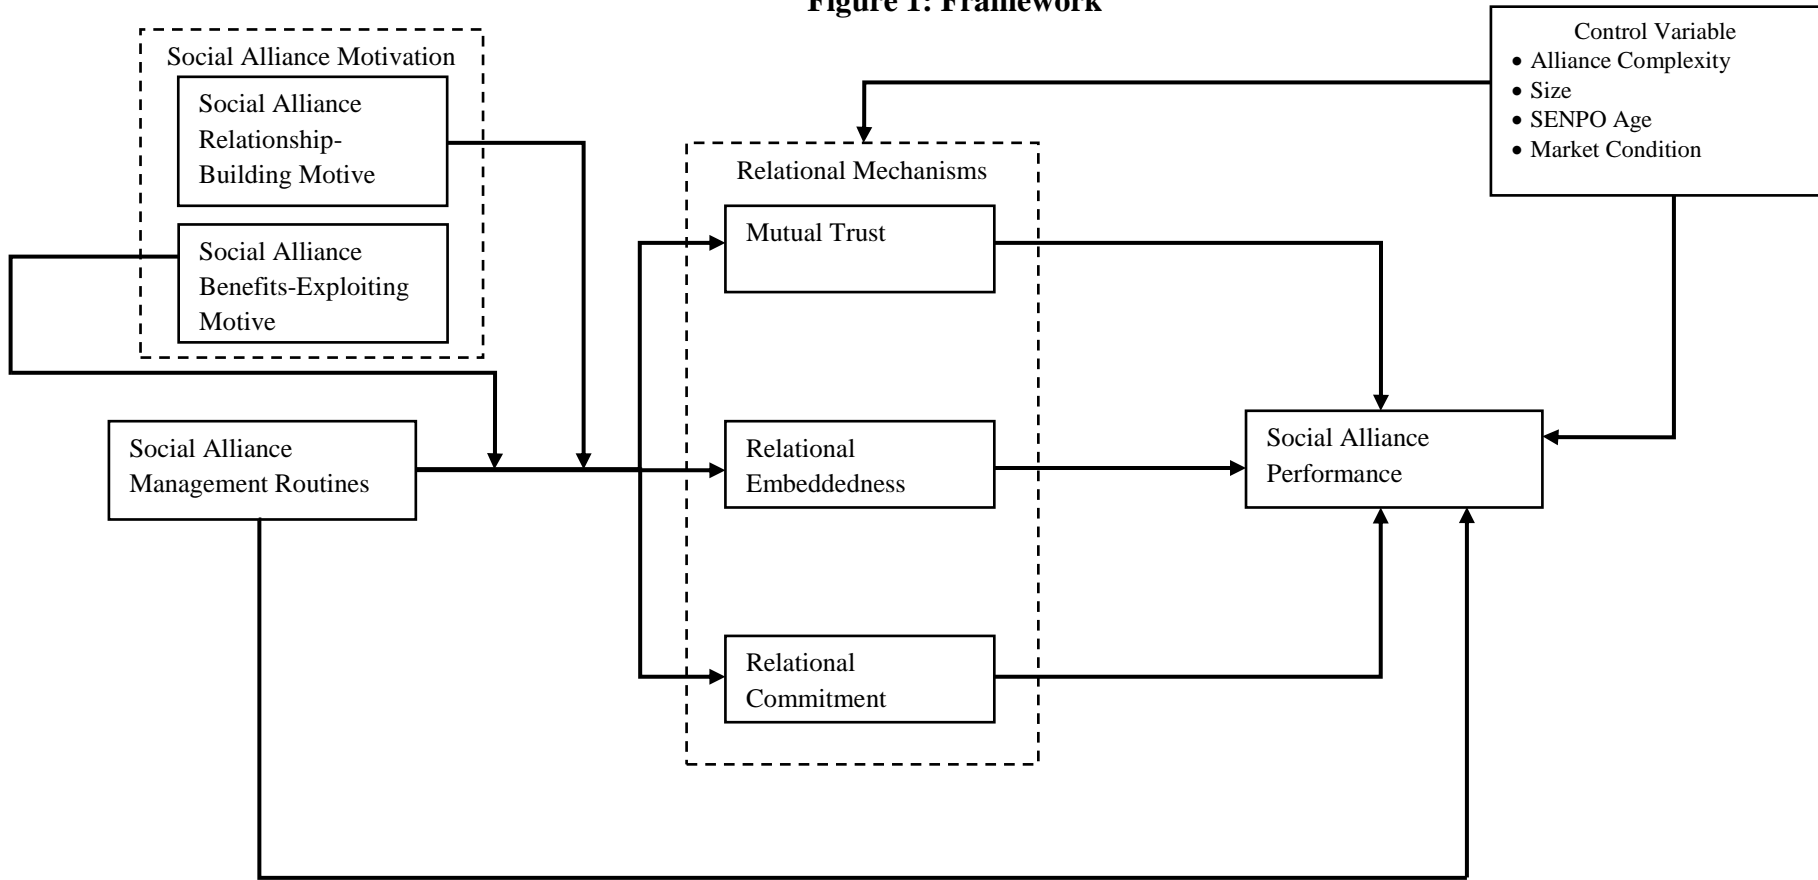 Figure 1: Framework
Social Alliance Motivation
Social Alliance
Relationship-
Building Motive
Social Alliance
Benefits-Exploiting
Motive
Social Alliance
Management Routines
Relational Mechanisms
Mutual Trust
Relational
Embeddedness
Relational
Commitment
Control Variable
• Alliance Complexity
• Size
• SENPO Age
• Market Condition
Social Alliance
Performance